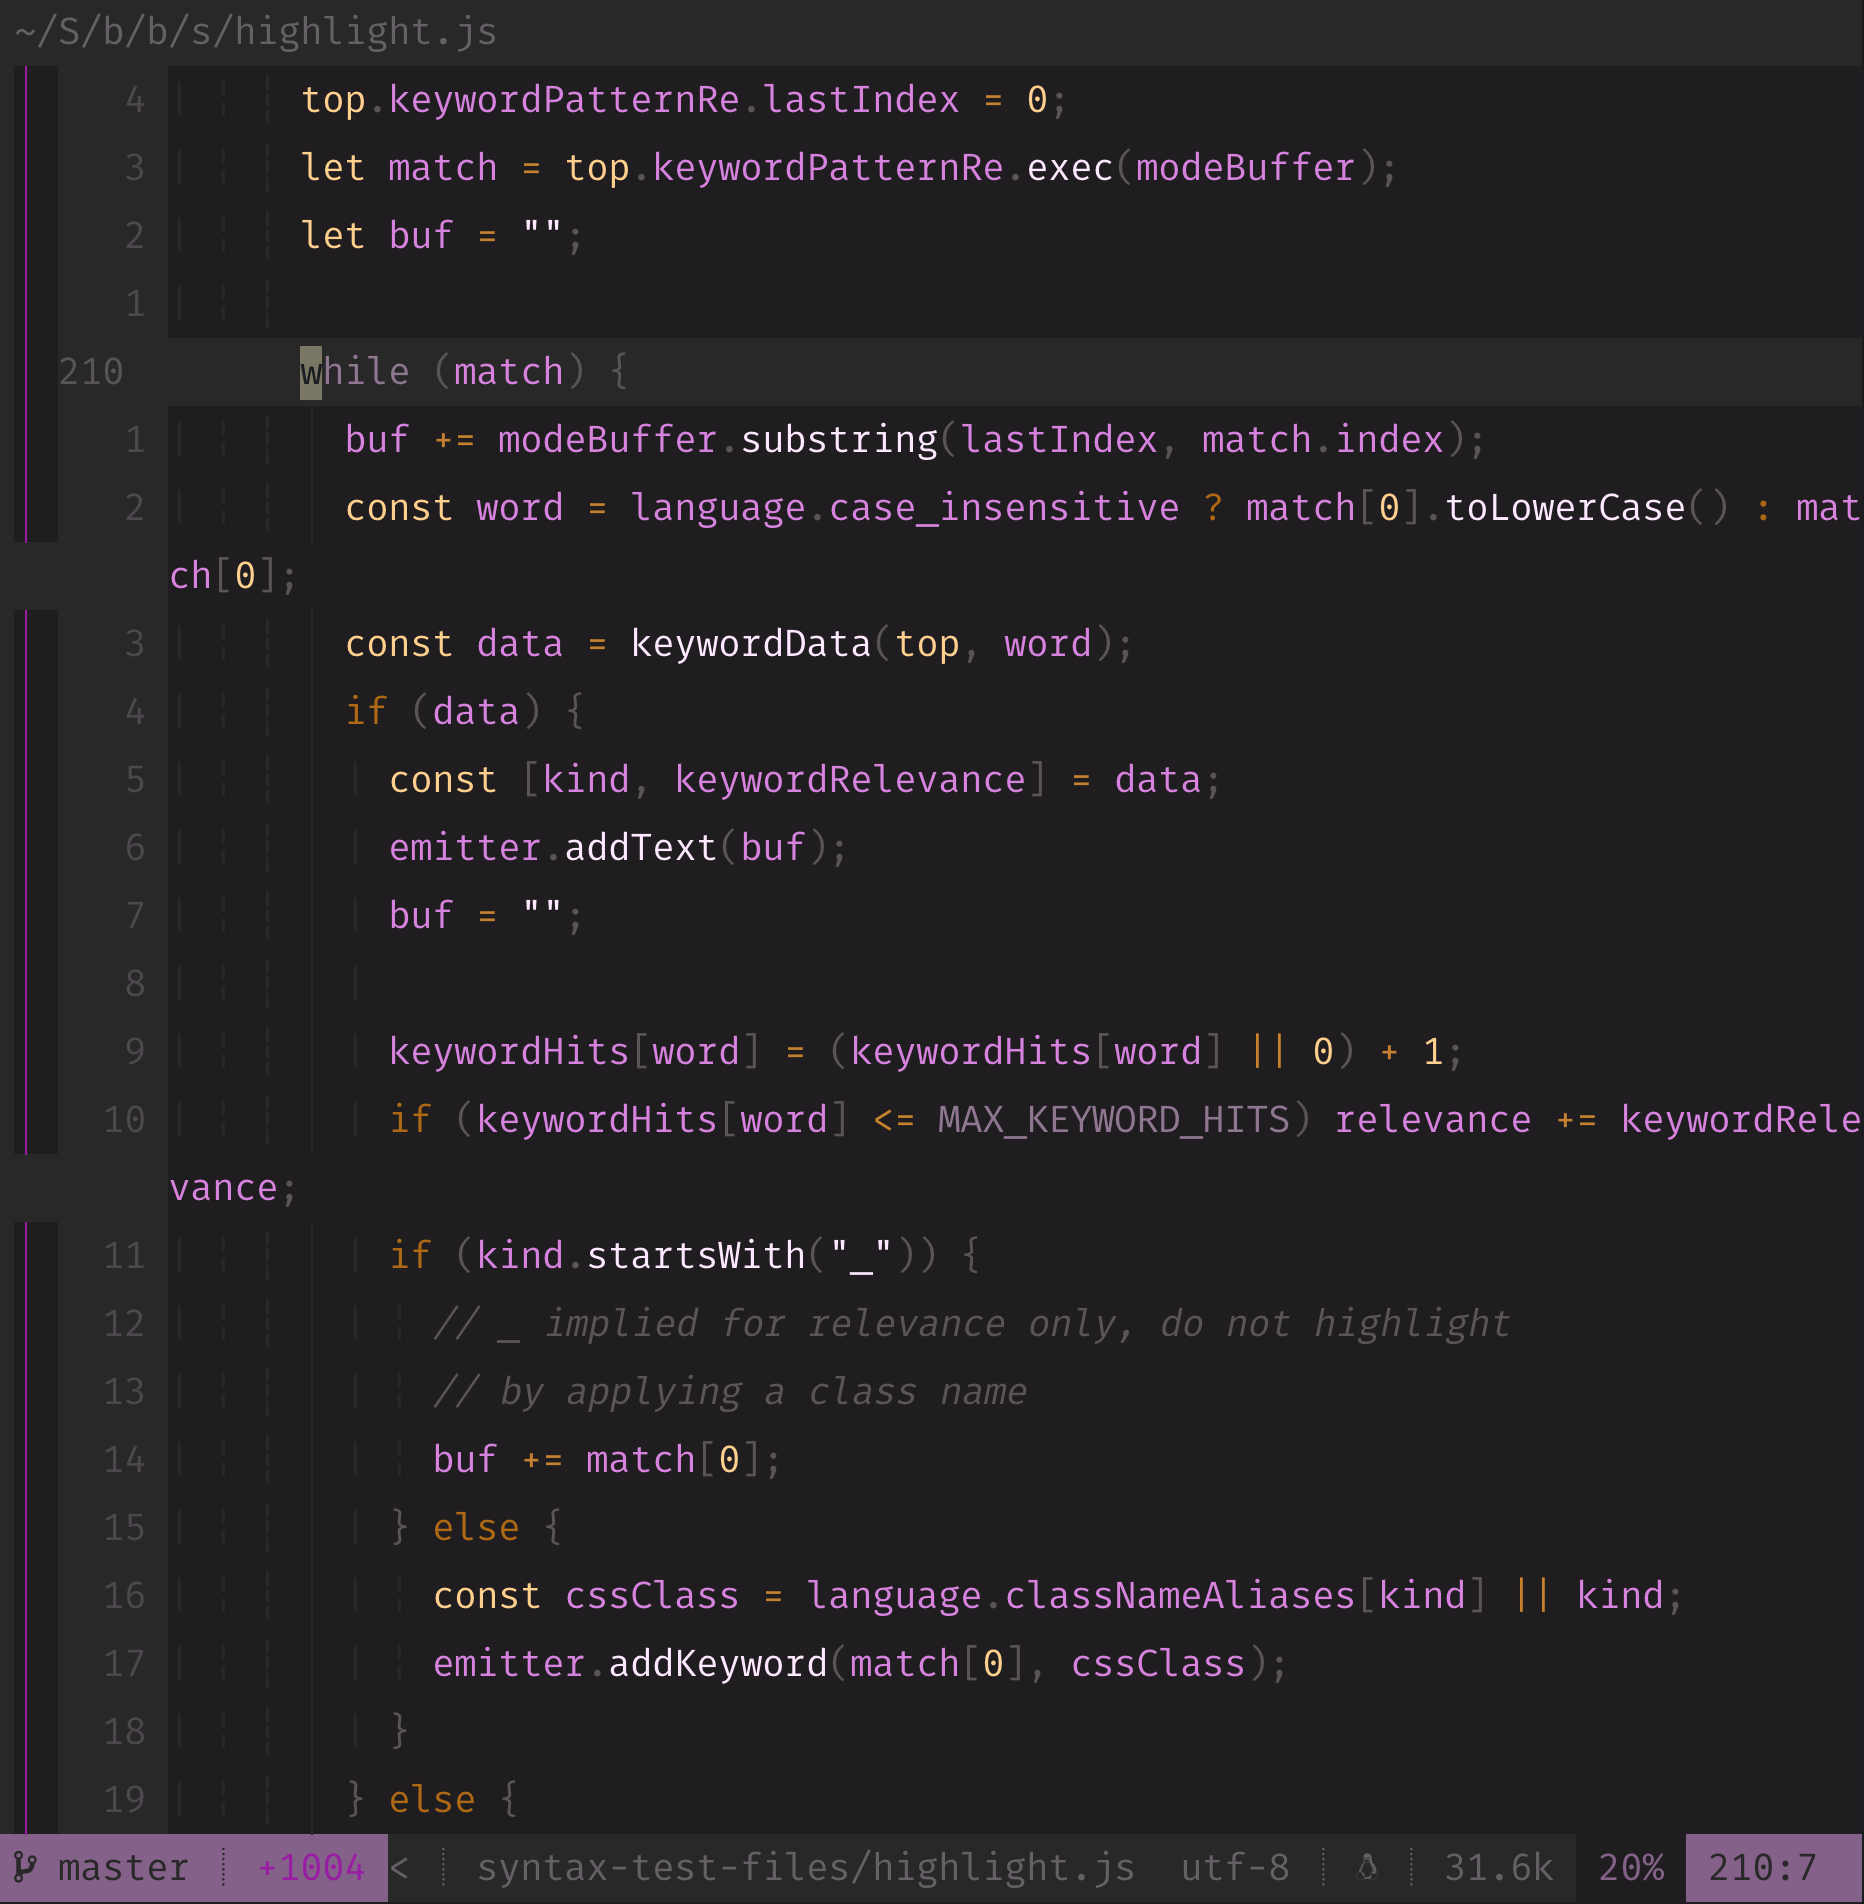 ~/S/b/b/s/highlight.js
4 top.keywordPatternRe.lastIndex = 0;
3 let match = top.keywordPatternRe.exec(modeBuffer);
2 let buf = "";
1
210 while (match) {
1 buf += modeBuffer.substring(lastIndex, match.index);
2 const word = language.case_insensitive ? match[0].toLowerCase() : mat
ch[0];
3 const data = keywordData(top, word);
4 if (data) {
5 const [kind, keywordRelevance] = data;
6 emitter.addText(buf);
7 buf = "";
8
9 keywordHits[word] = (keywordHits[word] || 0) + 1;
10 if (keywordHits[word] <= MAX_KEYWORD_HITS) relevance += keywordRele
vance;
11 if (kind.startsWith("_")) {
12 // _ implied for relevance only, do not highlight
13 // by applying a class name
14 buf += match[0];
15 } else {
16 const cssClass = language.classNameAliases[kind] || kind;
17 emitter.addKeyword(match[0], cssClass);
18 }
19 } else {
master +1004 < syntax-test-files/highlight.js utf-8 31.6k 20% 210:7